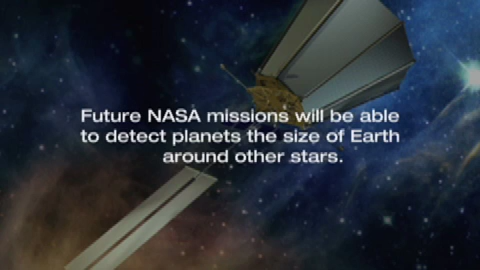 Future NASA missions will be able
to detect planets the size of Earth
around other stars.